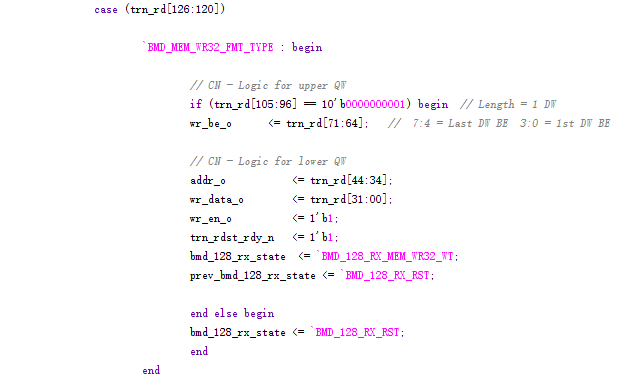 case (trn_rd[126:120])
`BMD_MEM_WR32_FMT_TYPE : begin
// CN - Logic for upper QW
if (trn_rd[105:96] == 10'b0000000001) begin // Length = 1 DW
wr_be_o <= trn_rd[71:64]; // 7:4 = Last DW BE 3:0 = 1st DW BE
// CN - Logic for lower QW
addr_o <= trn_rd[44:34];
wr_data_o <= trn_rd[31:00];
wr_en_o <= 1'b1;
trn_rdst_rdy_n <= 1'b1;
bmd_128_rx_state <= `BMD_128_RX_MEM_WR32_WT;
prev_bmd_128_rx_state <= `BMD_128_RX_RST;
end else begin
bmd_128_rx_state <= `BMD_128_RX_RST;
end
end